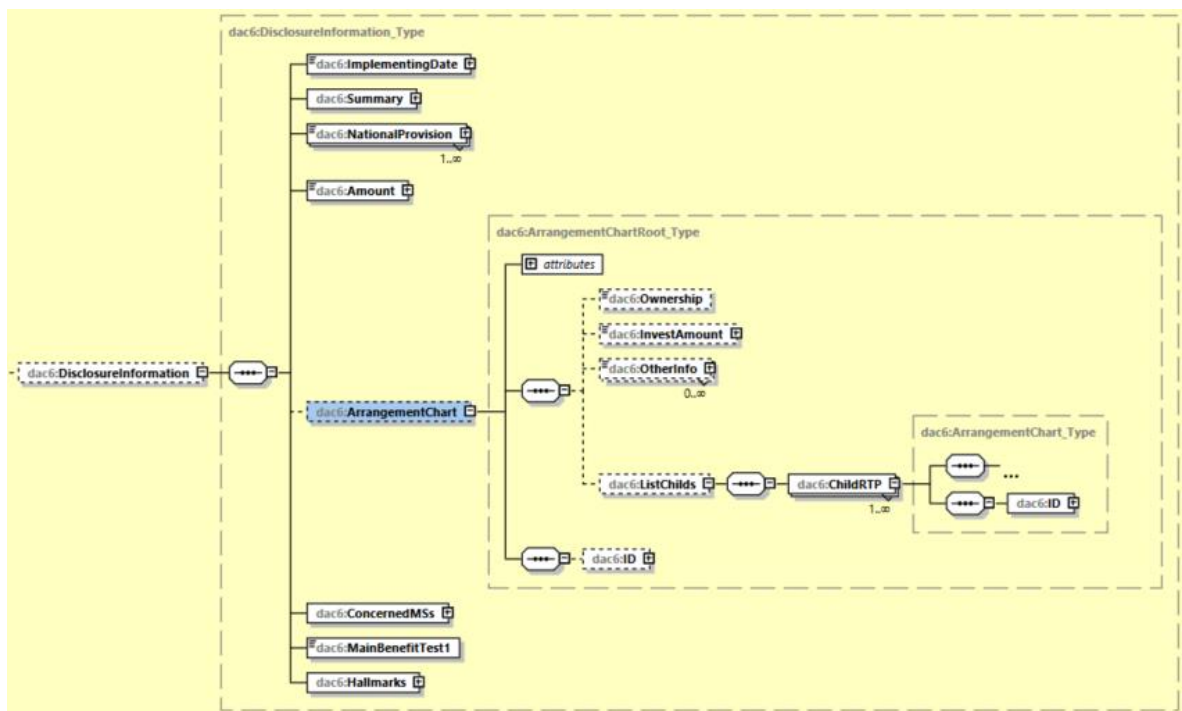 dac6:DisclosureInformation_Type
dac6:ImplementingDate
dac6:Summary
dac6:NationalProvision
1..∞
dac6:Amount
dac6:ArrangementChartRoot_Type
attributes
dac6:Ownership
dac6:InvestAmount
dac6:OtherInfo
0..∞
dac6:DisclosureInformation
dac6:ArrangementChart
dac6:ArrangementChart_Type
dac6:ListChilds
dac6:ChildRTP
1..∞
...
dac6:ID
dac6:ID
dac6:ConcernedMSs
dac6:MainBenefitTest1
dac6:Hallmarks